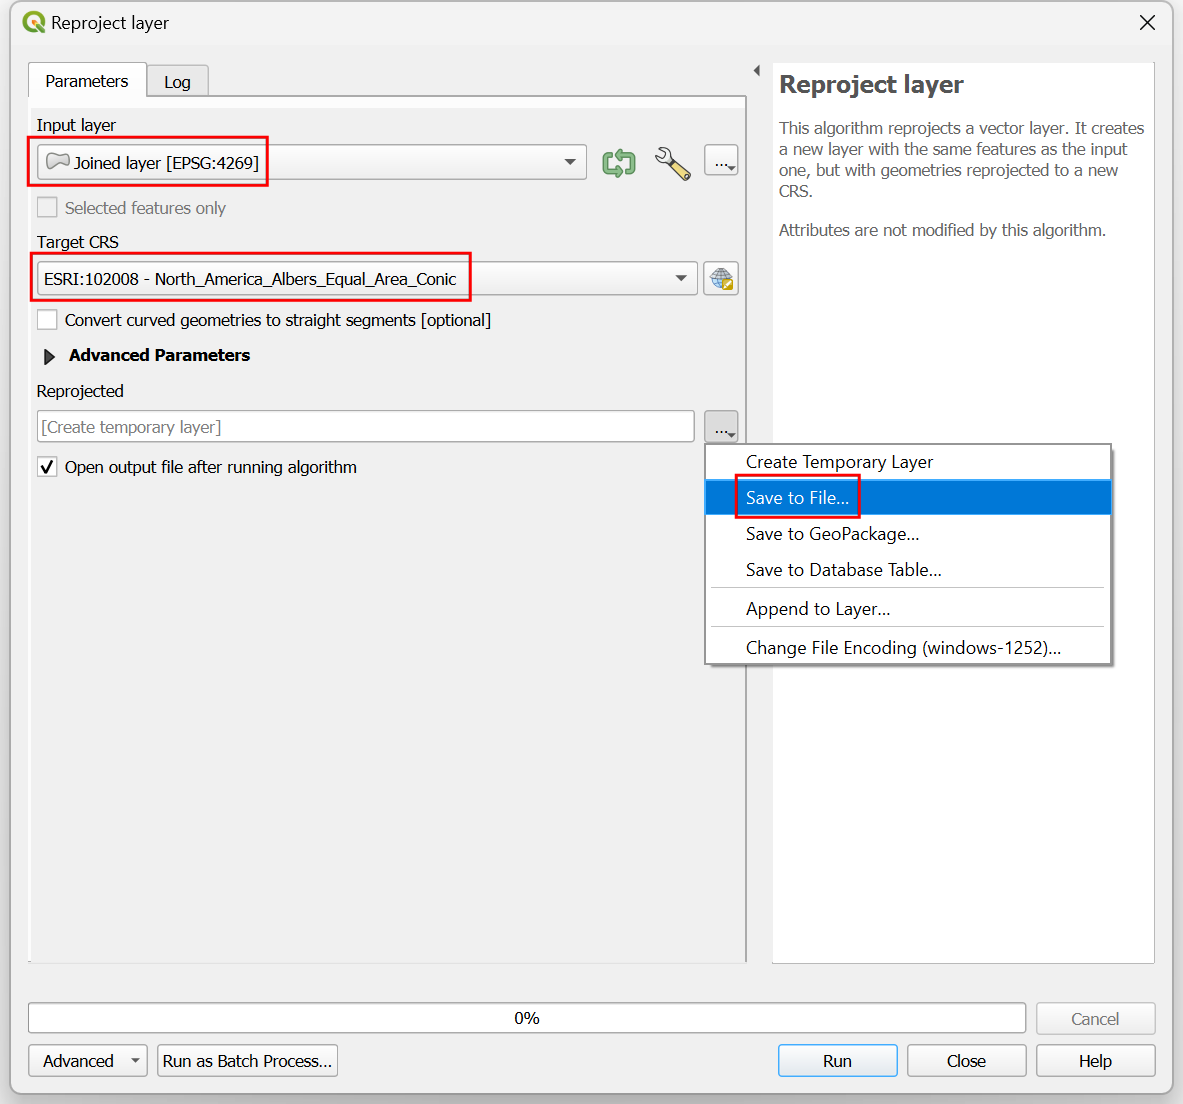 Reproject layer
Parameters
Log
Input layer
Joined layer [EPSG:4269]
...
Selected features only
Target CRS
ESRI:102008 - North_America_Albers_Equal_Area_Conic
Convert curved geometries to straight segments [optional]
Advanced Parameters
Reprojected
[Create temporary layer]
...
Open output file after running algorithm
Create Temporary Layer
Save to File...
Save to GeoPackage...
Save to Database Table...
Append to Layer...
Change File Encoding (windows-1252)...
Reproject layer
This algorithm reprojects a vector layer. It creates
a new layer with the same features as the input
one, but with geometries reprojected to a new
CRS.
Attributes are not modified by this algorithm.
0%
Cancel
Advanced
Run as Batch Process...
Run
Close
Help